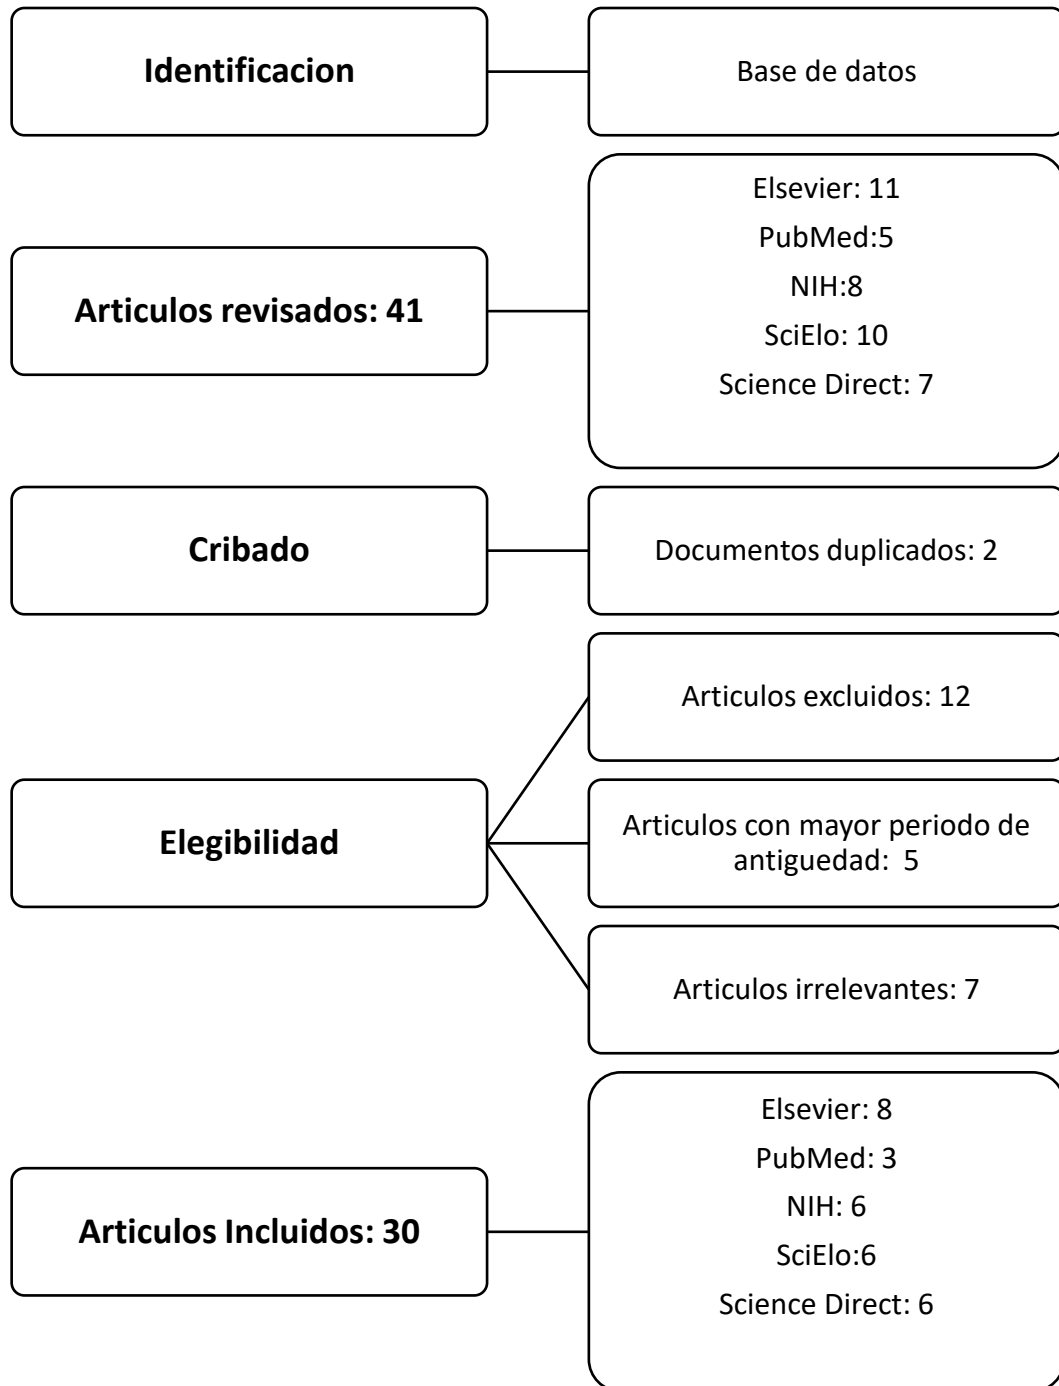 Identificacion
Base de datos
Articulos revisados: 41
Elsevier: 11
PubMed:5
NIH:8
SciElo: 10
Science Direct: 7
Cribado
Documentos duplicados: 2
Elegibilidad
Articulos excluidos: 12
Articulos con mayor periodo de
antiguedad:  5
Articulos irrelevantes: 7
Articulos Incluidos: 30
Elsevier: 8
PubMed: 3
NIH: 6
SciElo:6
Science Direct: 6